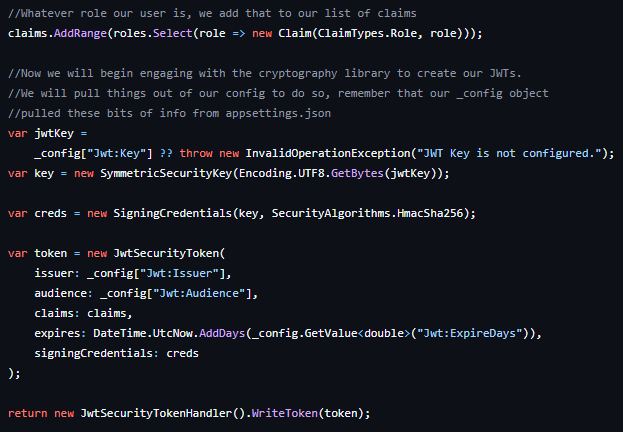 //Whatever role our user is, we add that to our list of claims
claims.AddRange(roles.Select(role => new Claim(ClaimTypes.Role, role)));

//Now we will begin engaging with the cryptography library to create our JWTs.
//We will pull things out of our config to do so, remember that our _config object
//pulled these bits of info from appsettings.json
var jwtKey =
    _config["Jwt:Key"] ?? throw new InvalidOperationException("JWT Key is not configured.");
var key = new SymmetricSecurityKey(Encoding.UTF8.GetBytes(jwtKey));

var creds = new SigningCredentials(key, SecurityAlgorithms.HmacSha256);

var token = new JwtSecurityToken(
    issuer: _config["Jwt:Issuer"],
    audience: _config["Jwt:Audience"],
    claims: claims,
    expires: DateTime.UtcNow.AddDays(_config.GetValue<double>("Jwt:ExpireDays")),
    signingCredentials: creds
);

return new JwtSecurityTokenHandler().WriteToken(token);